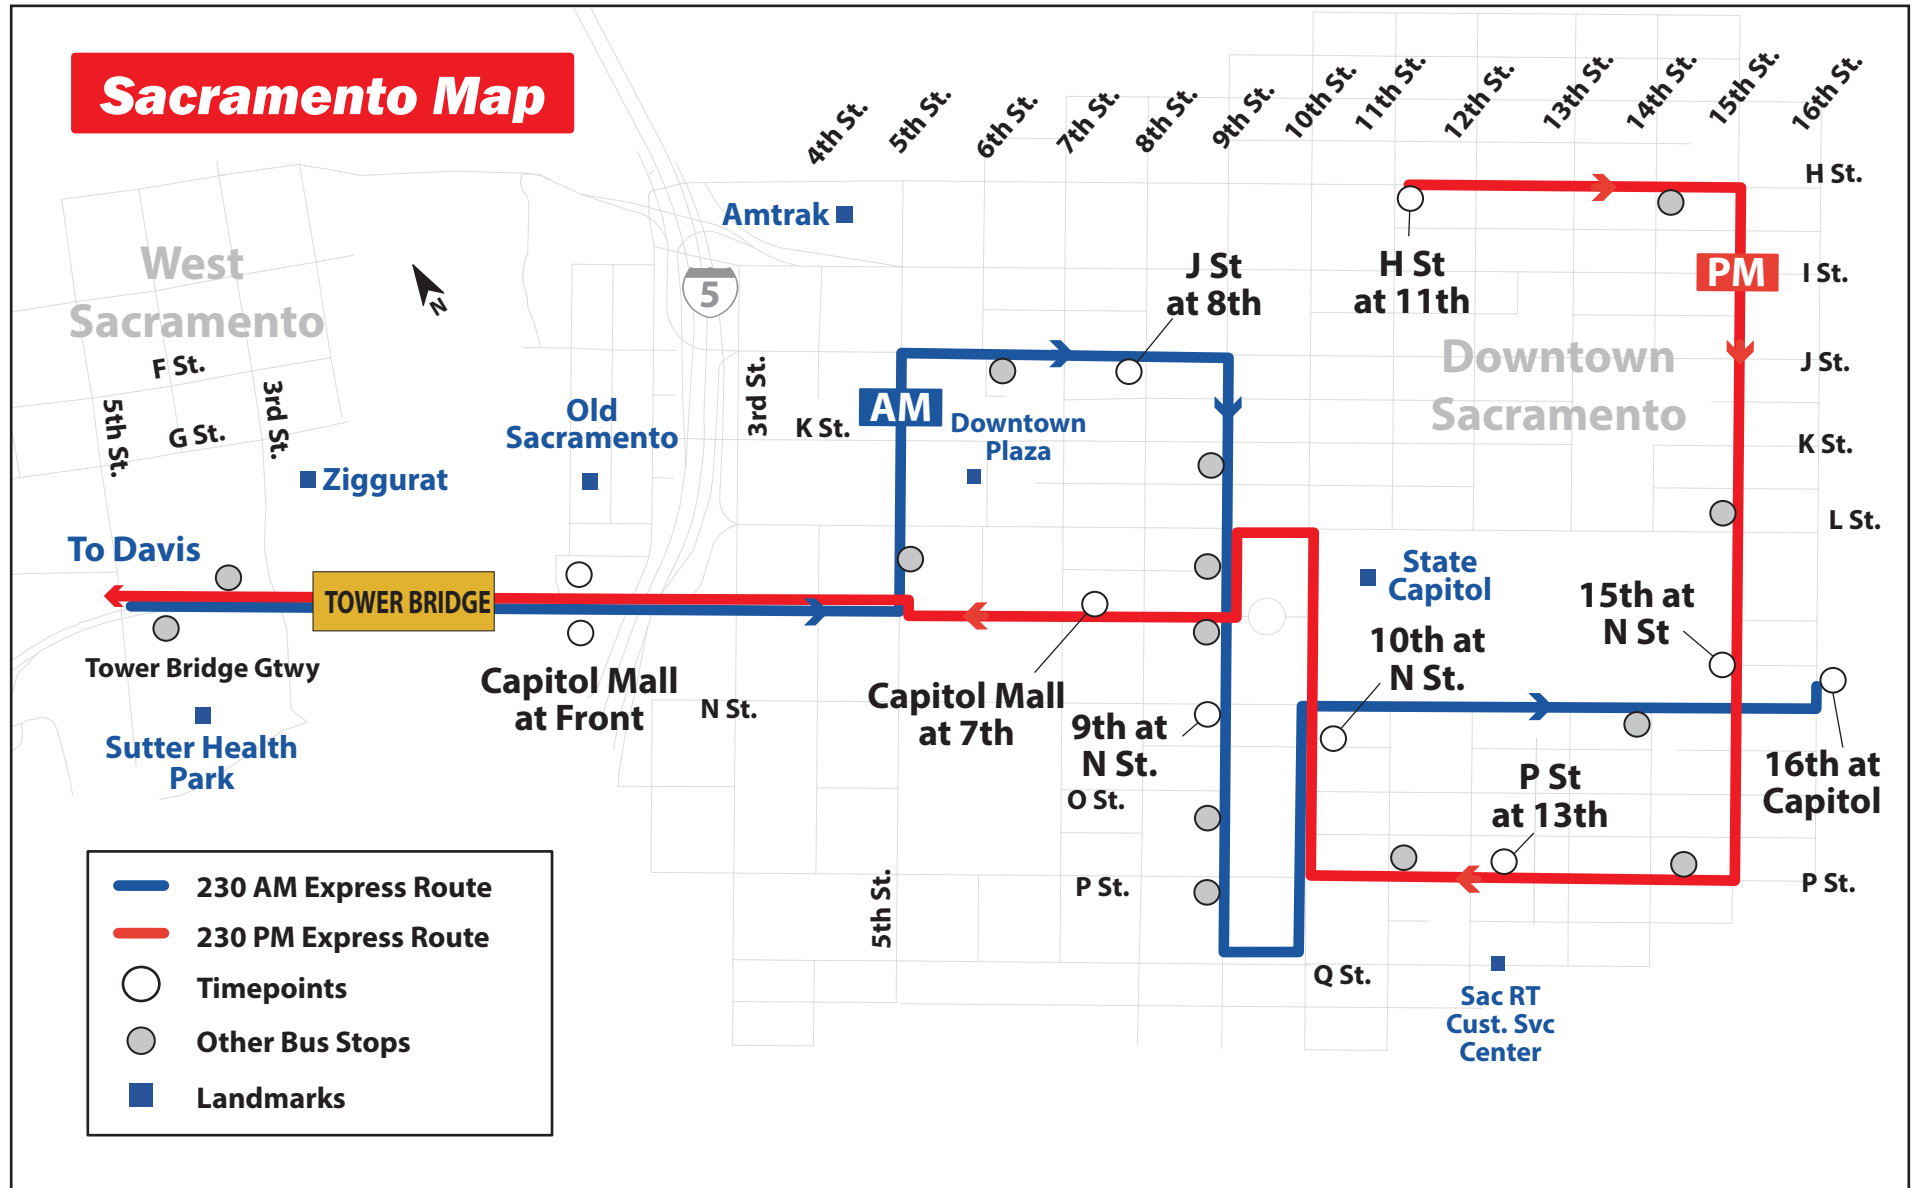 Sacramento Map
4th St.
5th St.
6th St.
7th St.
8th St.
9th St.
10th St.
11th St.
12th St.
13th St.
14th St.
15th St.
16th St.
H St.
Amtrak
West
Sacramento
N
5
J St
at 8th
H St
at 11th
PM
I St.
Downtown
Sacramento
J St.
F St.
3rd St.
5th St.
G St.
Ziggurat
Old
Sacramento
3rd St.
K St.
AM
Downtown
Plaza
K St.
L St.
To Davis
TOWER BRIDGE
State
Capitol
15th at
N St
Tower Bridge Gtwy
Capitol Mall
at Front
N St.
Capitol Mall
at 7th
9th at
N St.
10th at
N St.
Sutter Health
Park
O St.
P St
at 13th
16th at
Capitol
5th St.
P St.
P St.
230 AM Express Route
230 PM Express Route
Timepoints
Other Bus Stops
Landmarks
Q St.
Sac RT
Cust. Svc
Center